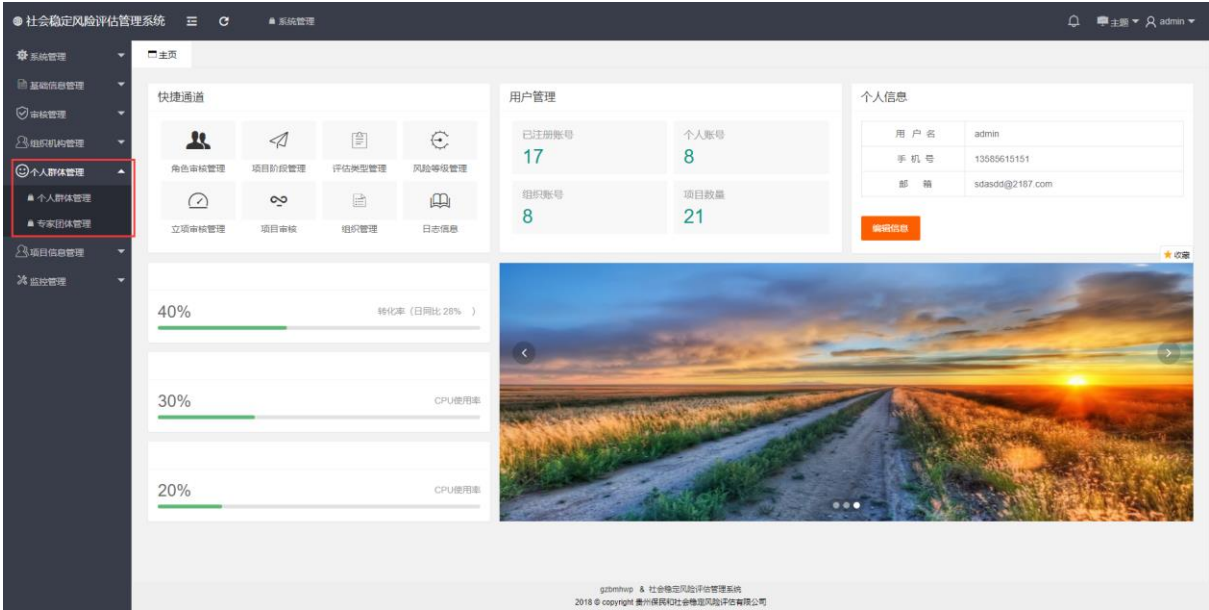 社会稳定风险评估管理系统
系统管理
主题
admin
系统管理
基础信息管理
审核管理
组织机构管理
个人群体管理
个人群体管理
专家团体管理
项目信息管理
监控管理
主页
快捷通道
角色审核管理
项目阶段管理
评估类型管理
风险等级管理
立项审核管理
项目审核
组织管理
日志信息
用户管理
已注册账号
17
个人账号
8
组织账号
8
项目数量
21
个人信息
用 户 名
admin
手 机 号
13585615151
邮 箱
sdasdd@2187.com
编辑信息
收藏
40%
转化率（日同比 28% ）
30%
CPU使用率
20%
CPU使用率
gzbmhwp & 社会稳定风险评估管理系统
2018 © copyright 贵州保民和社会稳定风险评估有限公司